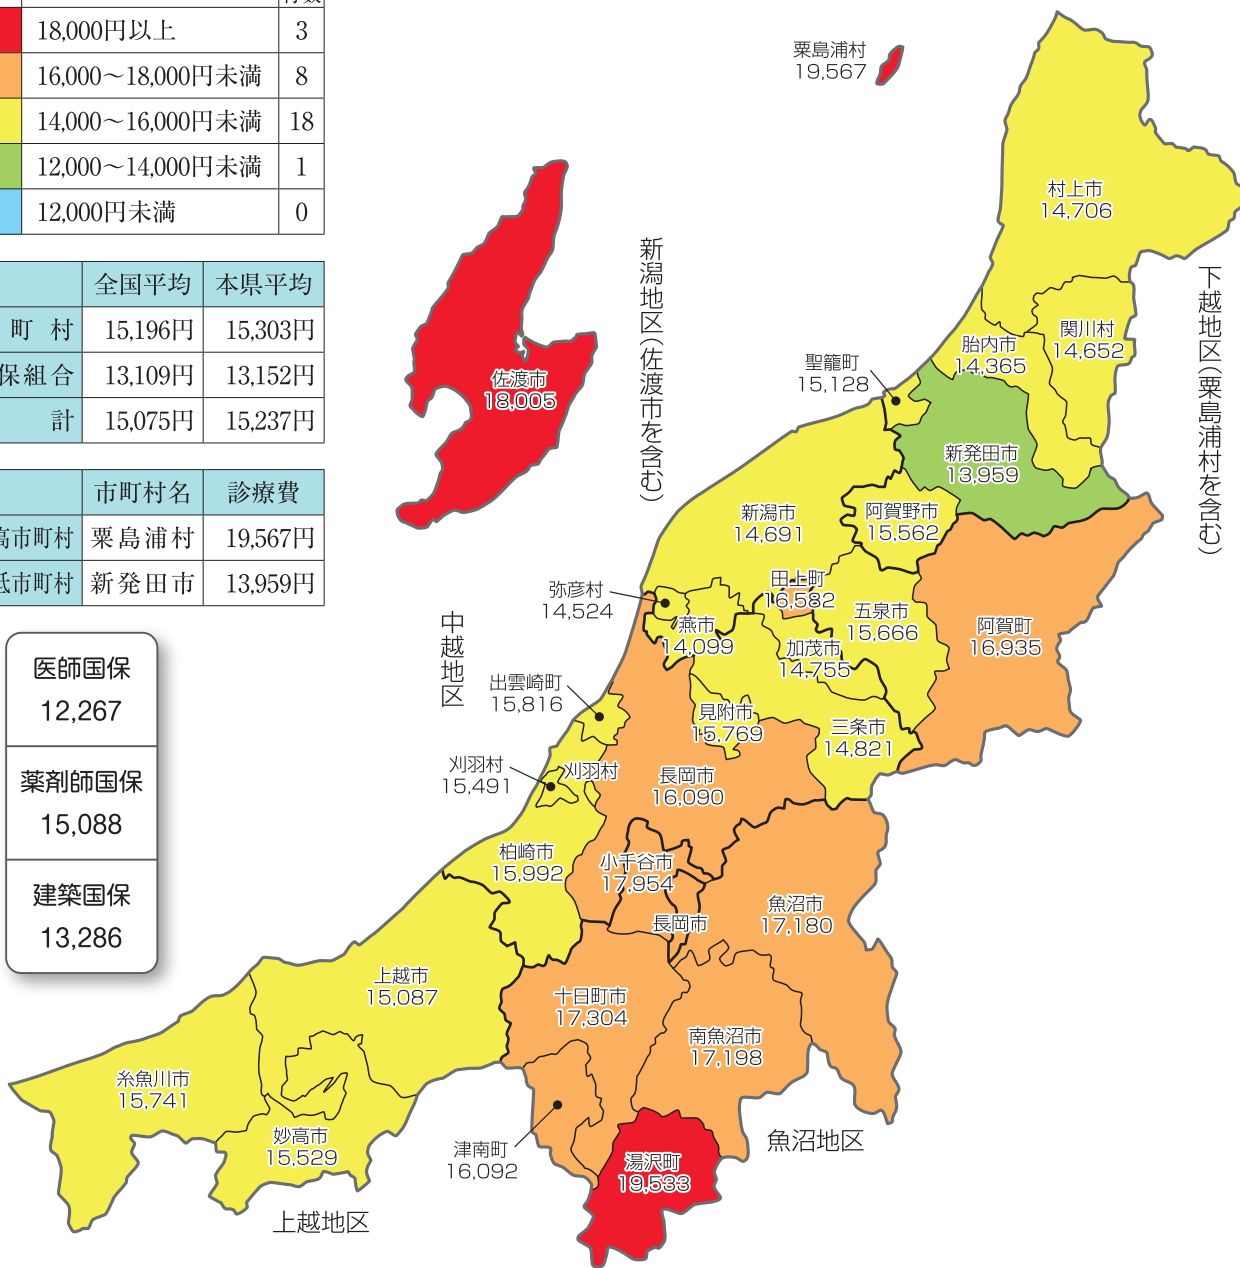 18,000円以上 3
16,000～18,000円未満 8
14,000～16,000円未満 18
12,000～14,000円未満 1
12,000円未満 0
全国平均 本県平均
町 村 15,196円 15,303円
保組合 13,109円 13,152円
計 15,075円 15,237円
市町村名 診療費
高市町村 粟島浦村 19,567円
低市町村 新発田市 13,959円
医師国保
12,267
薬剤師国保
15,088
建築国保
13,286
粟島浦村
19,567
村上市
14,706
関川村
14,652
胎内市
14,365
聖籠町
15,128
新発田市
13,959
下越地区（粟島浦村を含む）
新潟地区（佐渡市を含む）
佐渡市
18,005
新潟市
14,691
阿賀野市
15,562
田上町
16,582
五泉市
15,666
阿賀町
16,935
弥彦村
14,524
燕市
14,099
加茂市
14,755
中越地区
出雲崎町
15,816
見附市
15,769
三条市
14,821
刈羽村
15,491
刈羽村
長岡市
16,090
柏崎市
15,992
小千谷市
17,954
長岡市
魚沼市
17,180
上越市
15,087
十日町市
17,304
南魚沼市
17,198
糸魚川市
15,741
妙高市
15,529
津南町
16,092
湯沢町
19,533
魚沼地区
上越地区